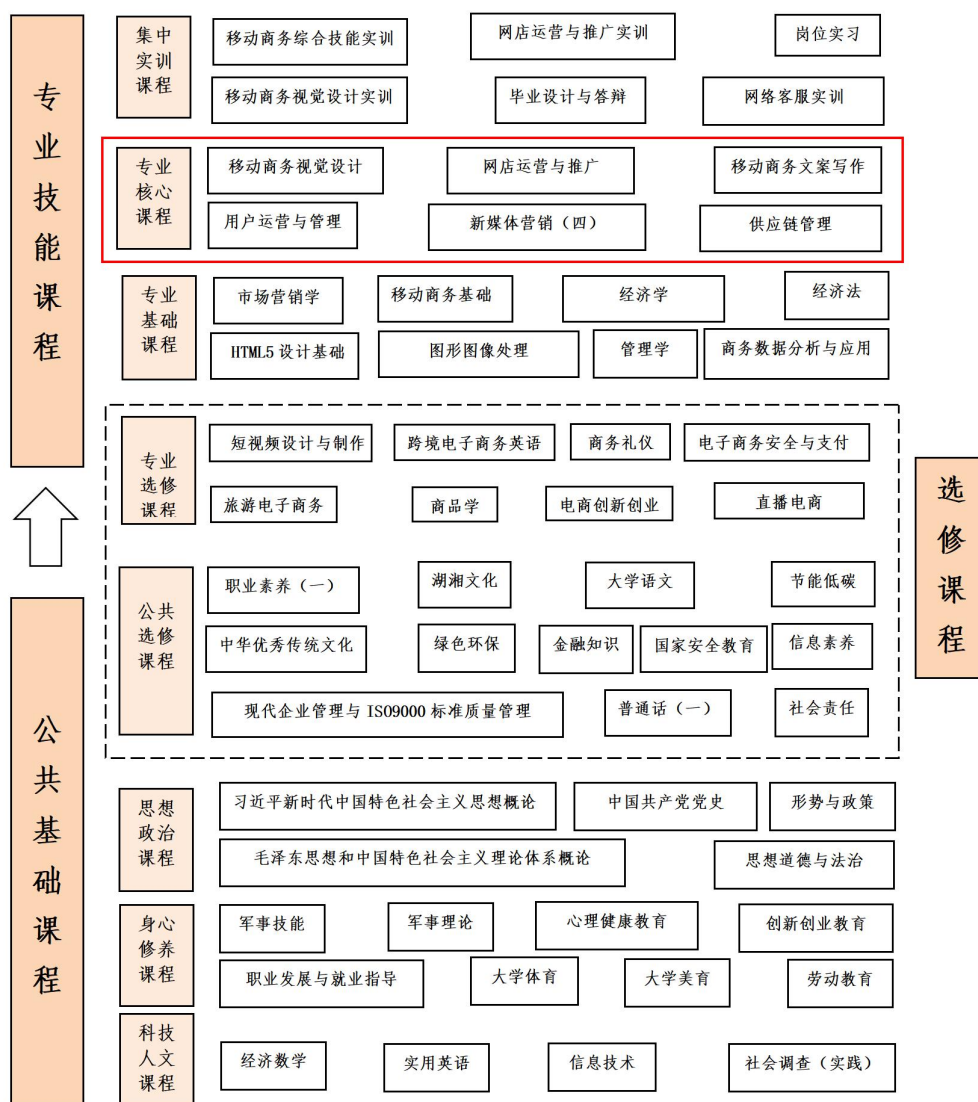 专业技能课程
集中实训课程
移动商务综合技能实训
网店运营与推广实训
岗位实习
移动商务视觉设计实训
毕业设计与答辩
网络客服实训
专业核心课程
移动商务视觉设计
网店运营与推广
移动商务文案写作
用户运营与管理
新媒体营销（四）
供应链管理
专业基础课程
市场营销学
移动商务基础
经济学
经济法
HTML5 设计基础
图形图像处理
管理学
商务数据分析与应用
选修课程
专业选修课程
短视频设计与制作
跨境电子商务英语
商务礼仪
电子商务安全与支付
旅游电子商务
商品学
电商创新创业
直播电商
公共选修课程
职业素养（一）
湖湘文化
大学语文
节能低碳
中华优秀传统文化
绿色环保
金融知识
国家安全教育
信息素养
现代企业管理与 ISO9000 标准质量管理
普通话（一）
社会责任
公共基础课程
思想政治课程
习近平新时代中国特色社会主义思想概论
中国共产党党史
形势与政策
毛泽东思想和中国特色社会主义理论体系概论
思想道德与法治
身心修养课程
军事技能
军事理论
心理健康教育
创新创业教育
职业发展与就业指导
大学体育
大学美育
劳动教育
科技人文课程
经济数学
实用英语
信息技术
社会调查（实践）